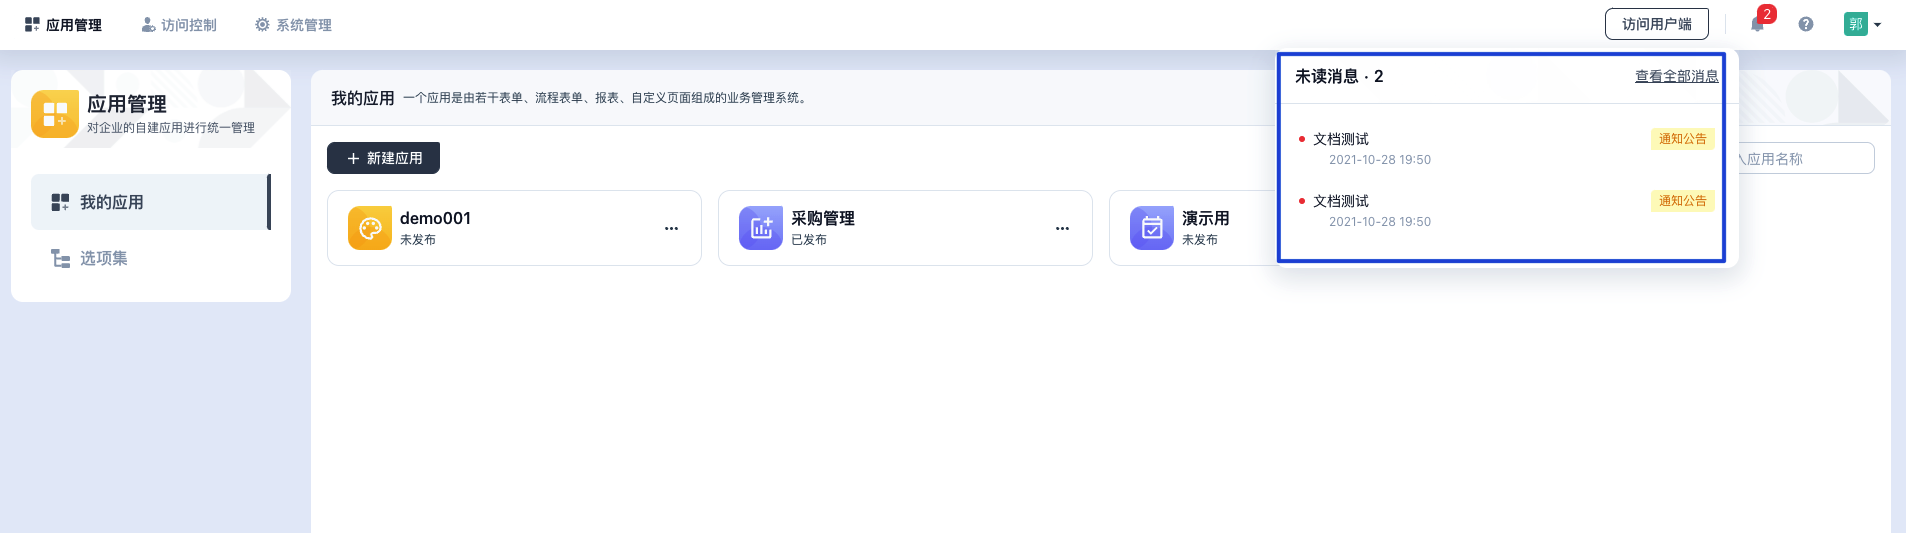 应用管理 访问控制 系统管理 访问用户端 2 郭
应用管理
对企业的自建应用进行统一管理
我的应用
选项集
我的应用 一个应用是由若干表单、流程表单、报表、自定义页面组成的业务管理系统。
新建应用
入应用名称
demo001
未发布
采购管理
已发布
演示用
未发布
未读消息 · 2 查看全部消息
文档测试 通知公告
2021-10-28 19:50
文档测试 通知公告
2021-10-28 19:50